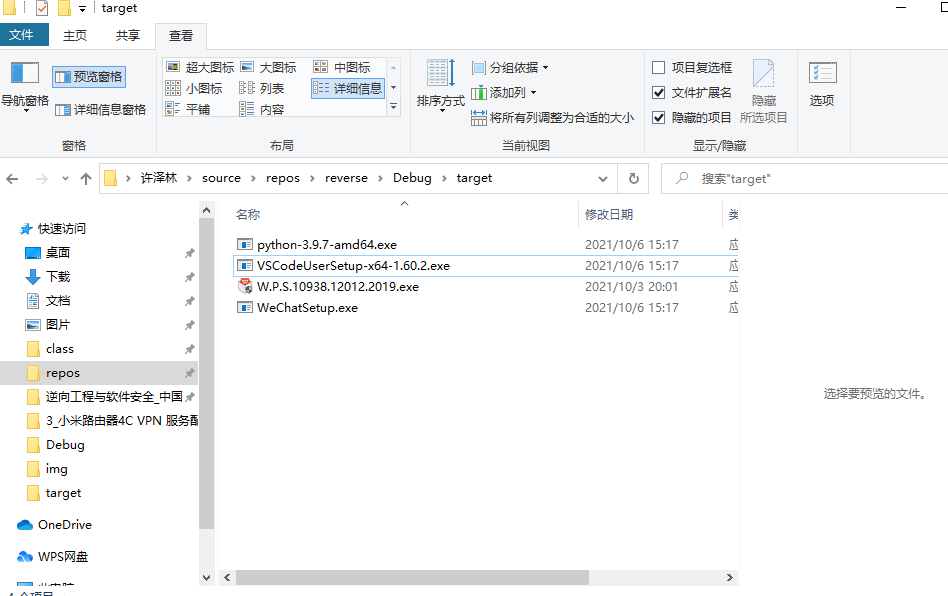 target
文件 主页 共享 查看
导航窗格
预览窗格
详细信息窗格
窗格
超大图标 大图标 中图标
小图标 列表 详细信息
平铺 内容
布局
排序方式
分组依据
添加列
将所有列调整为合适的大小
当前视图
项目复选框
文件扩展名
隐藏的项目
隐藏
所选项目
显示/隐藏
选项
许泽林 › source › repos › reverse › Debug › target
搜索"target"
快速访问
桌面
下载
文档
图片
class
repos
逆向工程与软件安全_中国
3_小米路由器4C VPN 服务配
Debug
img
target
OneDrive
WPS网盘
名称 修改日期 类
python-3.9.7-amd64.exe 2021/10/6 15:17 应
VSCodeUserSetup-x64-1.60.2.exe 2021/10/6 15:17 应
W.P.S.10938.12012.2019.exe 2021/10/3 20:01 应
WeChatSetup.exe 2021/10/6 15:17 应
选择要预览的文件。